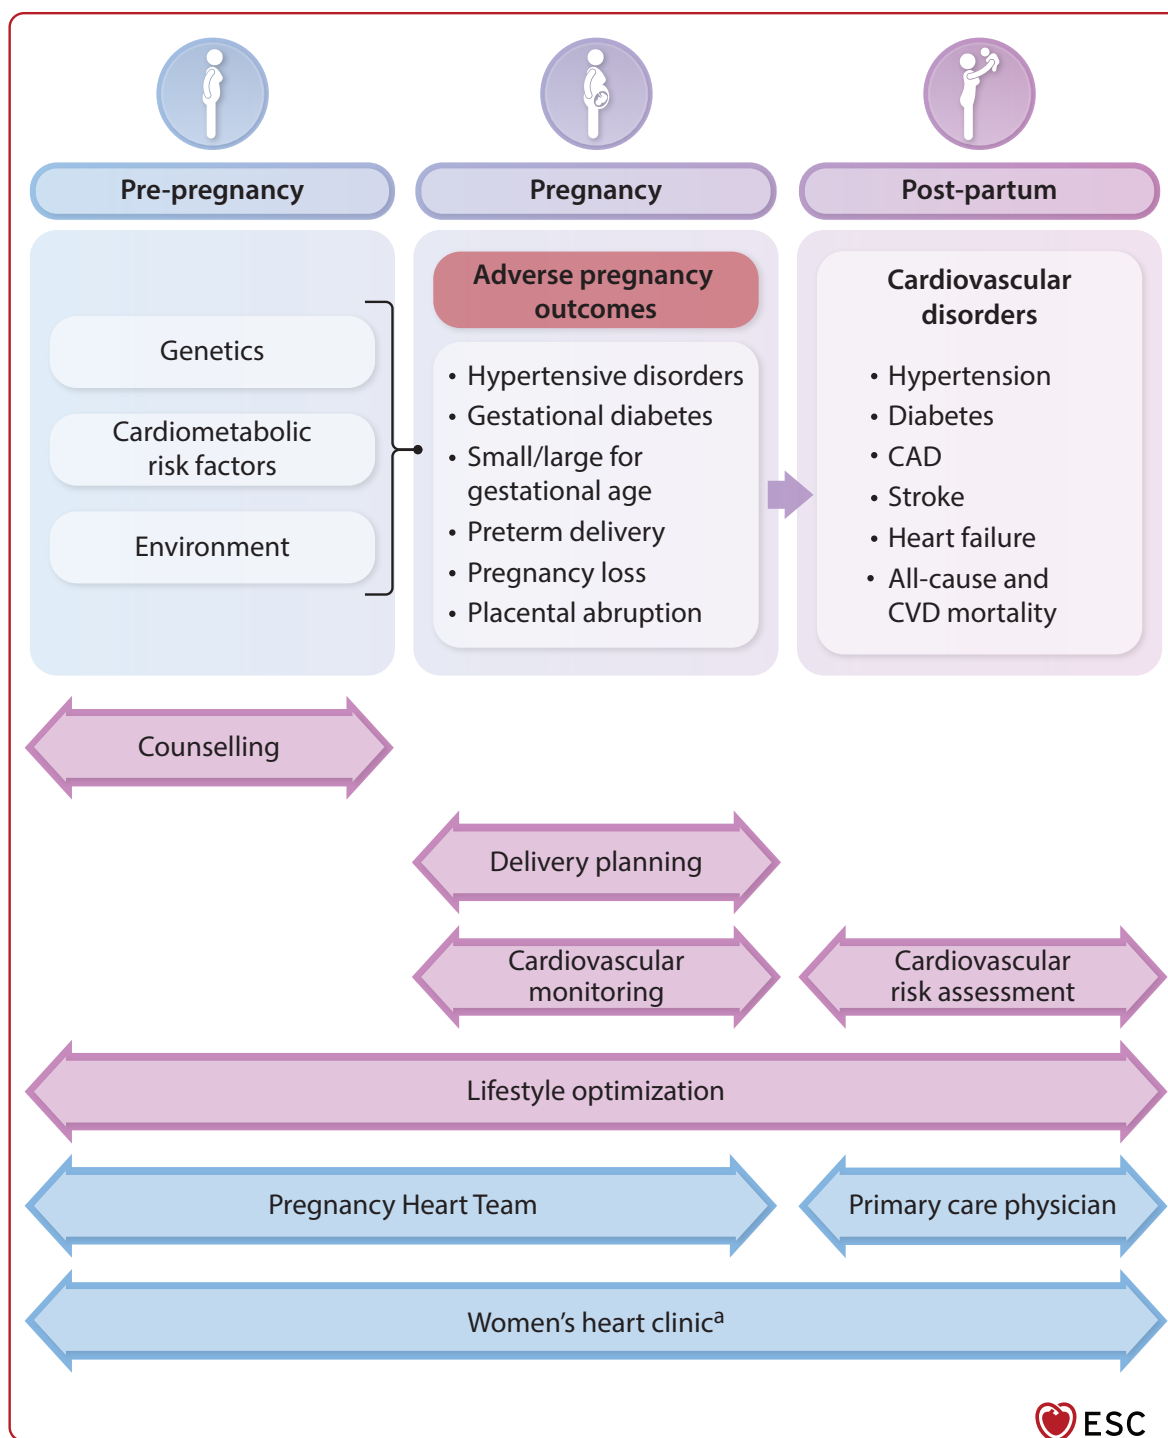 Pre-pregnancy
Pregnancy
Post-partum
Genetics
Cardiometabolic
risk factors
Environment
Adverse pregnancy
outcomes
• Hypertensive disorders
• Gestational diabetes
• Small/large for
gestational age
• Preterm delivery
• Pregnancy loss
• Placental abruption
Cardiovascular
disorders
• Hypertension
• Diabetes
• CAD
• Stroke
• Heart failure
• All-cause and
CVD mortality
Counselling
Delivery planning
Cardiovascular
monitoring
Cardiovascular
risk assessment
Lifestyle optimization
Pregnancy Heart Team
Primary care physician
Women’s heart clinicᵃ
ESC